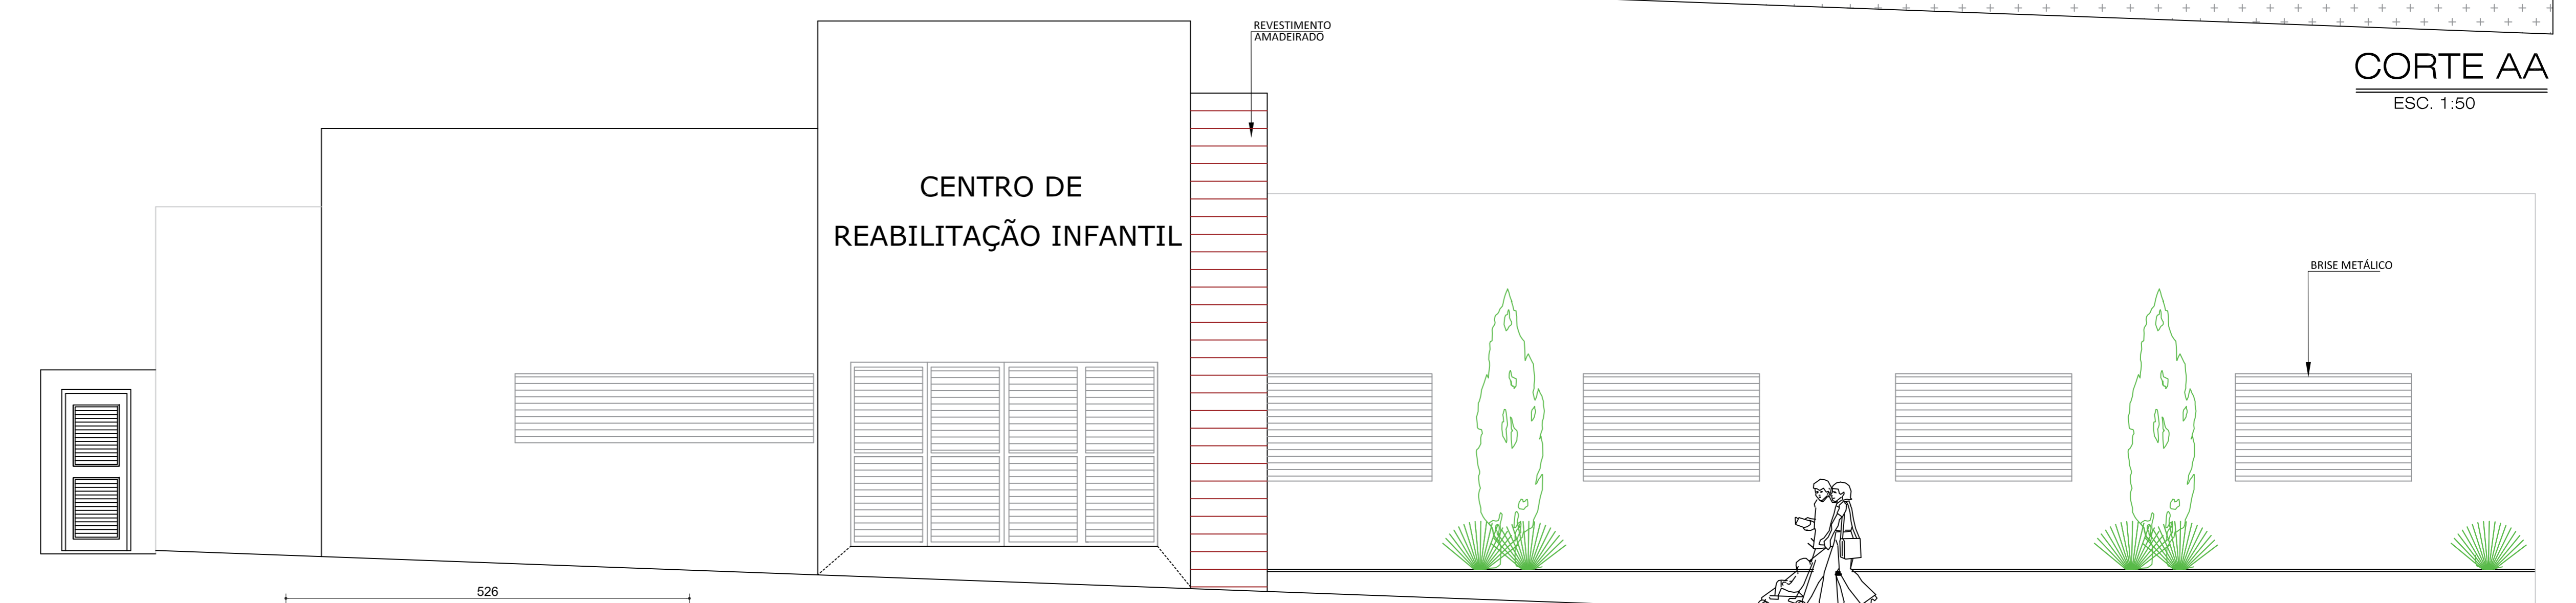 REVESTIMENTO
AMADEIRADO
CORTE AA
ESC. 1:50
CENTRO DE
REABILITAÇÃO INFANTIL
BRISE METÁLICO
526